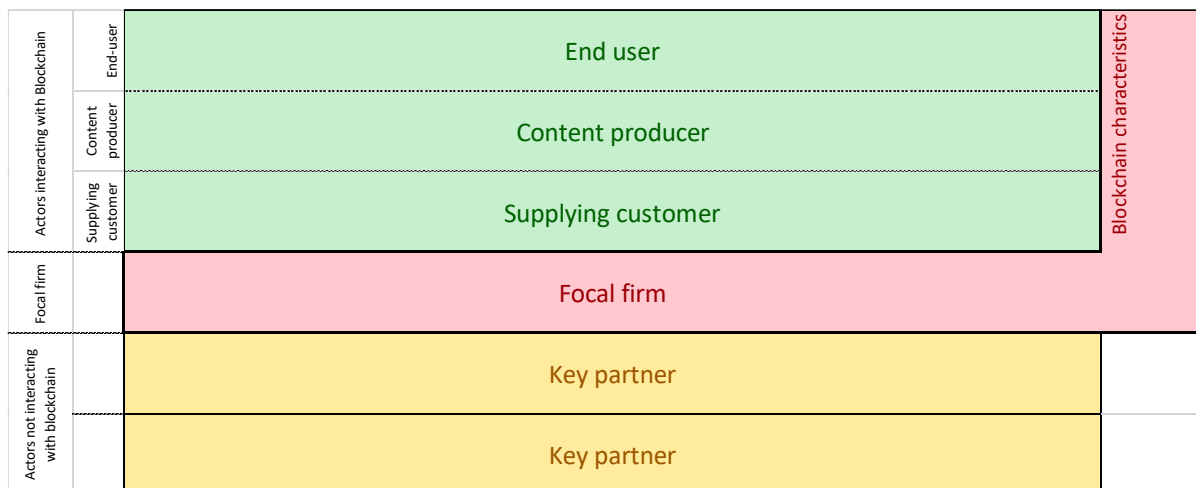 Actors interacting with Blockchain
End-user
End user
Blockchain characteristics
Content
producer
Content producer
Supplying
customer
Supplying customer
Focal firm
Focal firm
Actors not interacting
with blockchain
Key partner
Key partner